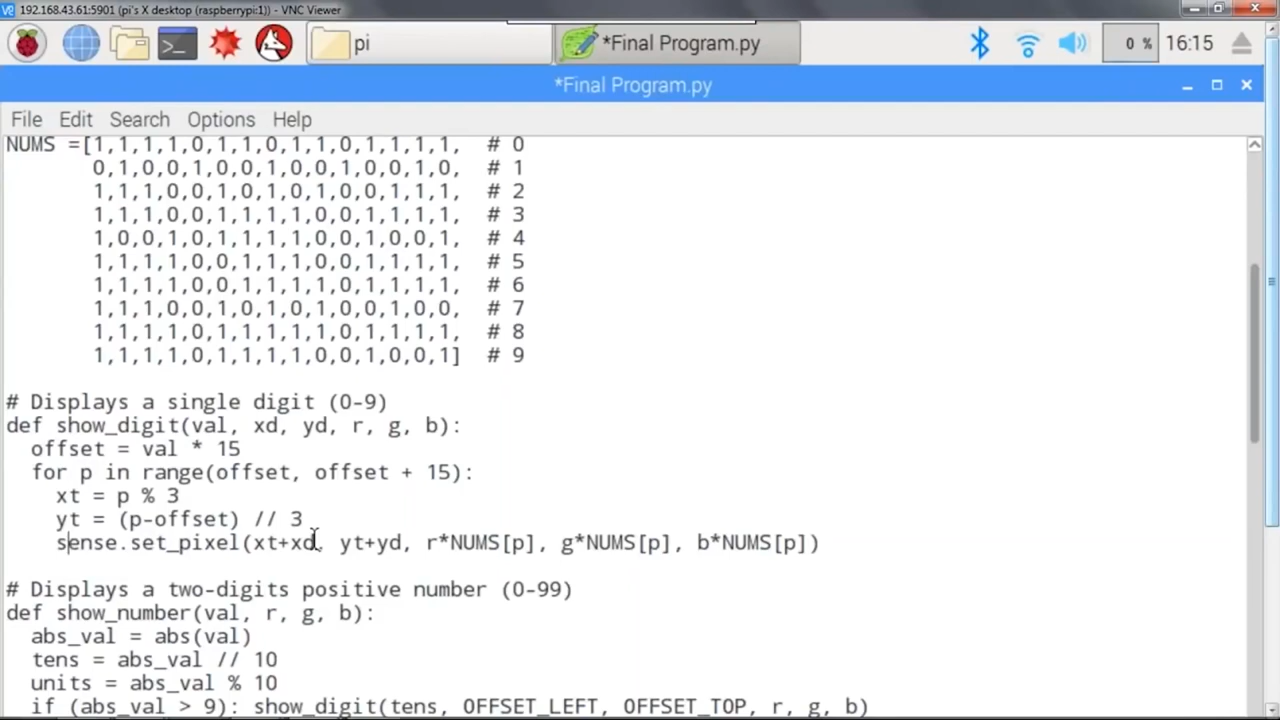 192.168.43.61:5901 (pi's X desktop (raspberrypi:1)) - VNC Viewer
pi
*Final Program.py
0 %
16:15
*Final Program.py
File Edit Search Options Help
NUMS =[1,1,1,1,0,1,1,0,1,1,0,1,1,1,1,  # 0
0,1,0,0,1,0,0,1,0,0,1,0,0,1,0,  # 1
1,1,1,0,0,1,0,1,0,1,0,0,1,1,1,  # 2
1,1,1,0,0,1,1,1,1,0,0,1,1,1,1,  # 3
1,0,0,1,0,1,1,1,1,0,0,1,0,0,1,  # 4
1,1,1,1,0,0,1,1,1,0,0,1,1,1,1,  # 5
1,1,1,1,0,0,1,1,1,1,0,1,1,1,1,  # 6
1,1,1,0,0,1,0,1,0,1,0,0,1,0,0,  # 7
1,1,1,1,0,1,1,1,1,1,0,1,1,1,1,  # 8
1,1,1,1,0,1,1,1,1,0,0,1,0,0,1]  # 9
# Displays a single digit (0-9)
def show_digit(val, xd, yd, r, g, b):
offset = val * 15
for p in range(offset, offset + 15):
xt = p % 3
yt = (p-offset) // 3
sense.set_pixel(xt+xd, yt+yd, r*NUMS[p], g*NUMS[p], b*NUMS[p])
# Displays a two-digits positive number (0-99)
def show_number(val, r, g, b):
abs_val = abs(val)
tens = abs_val // 10
units = abs_val % 10
if (abs_val > 9): show_digit(tens, OFFSET_LEFT, OFFSET_TOP, r, g, b)